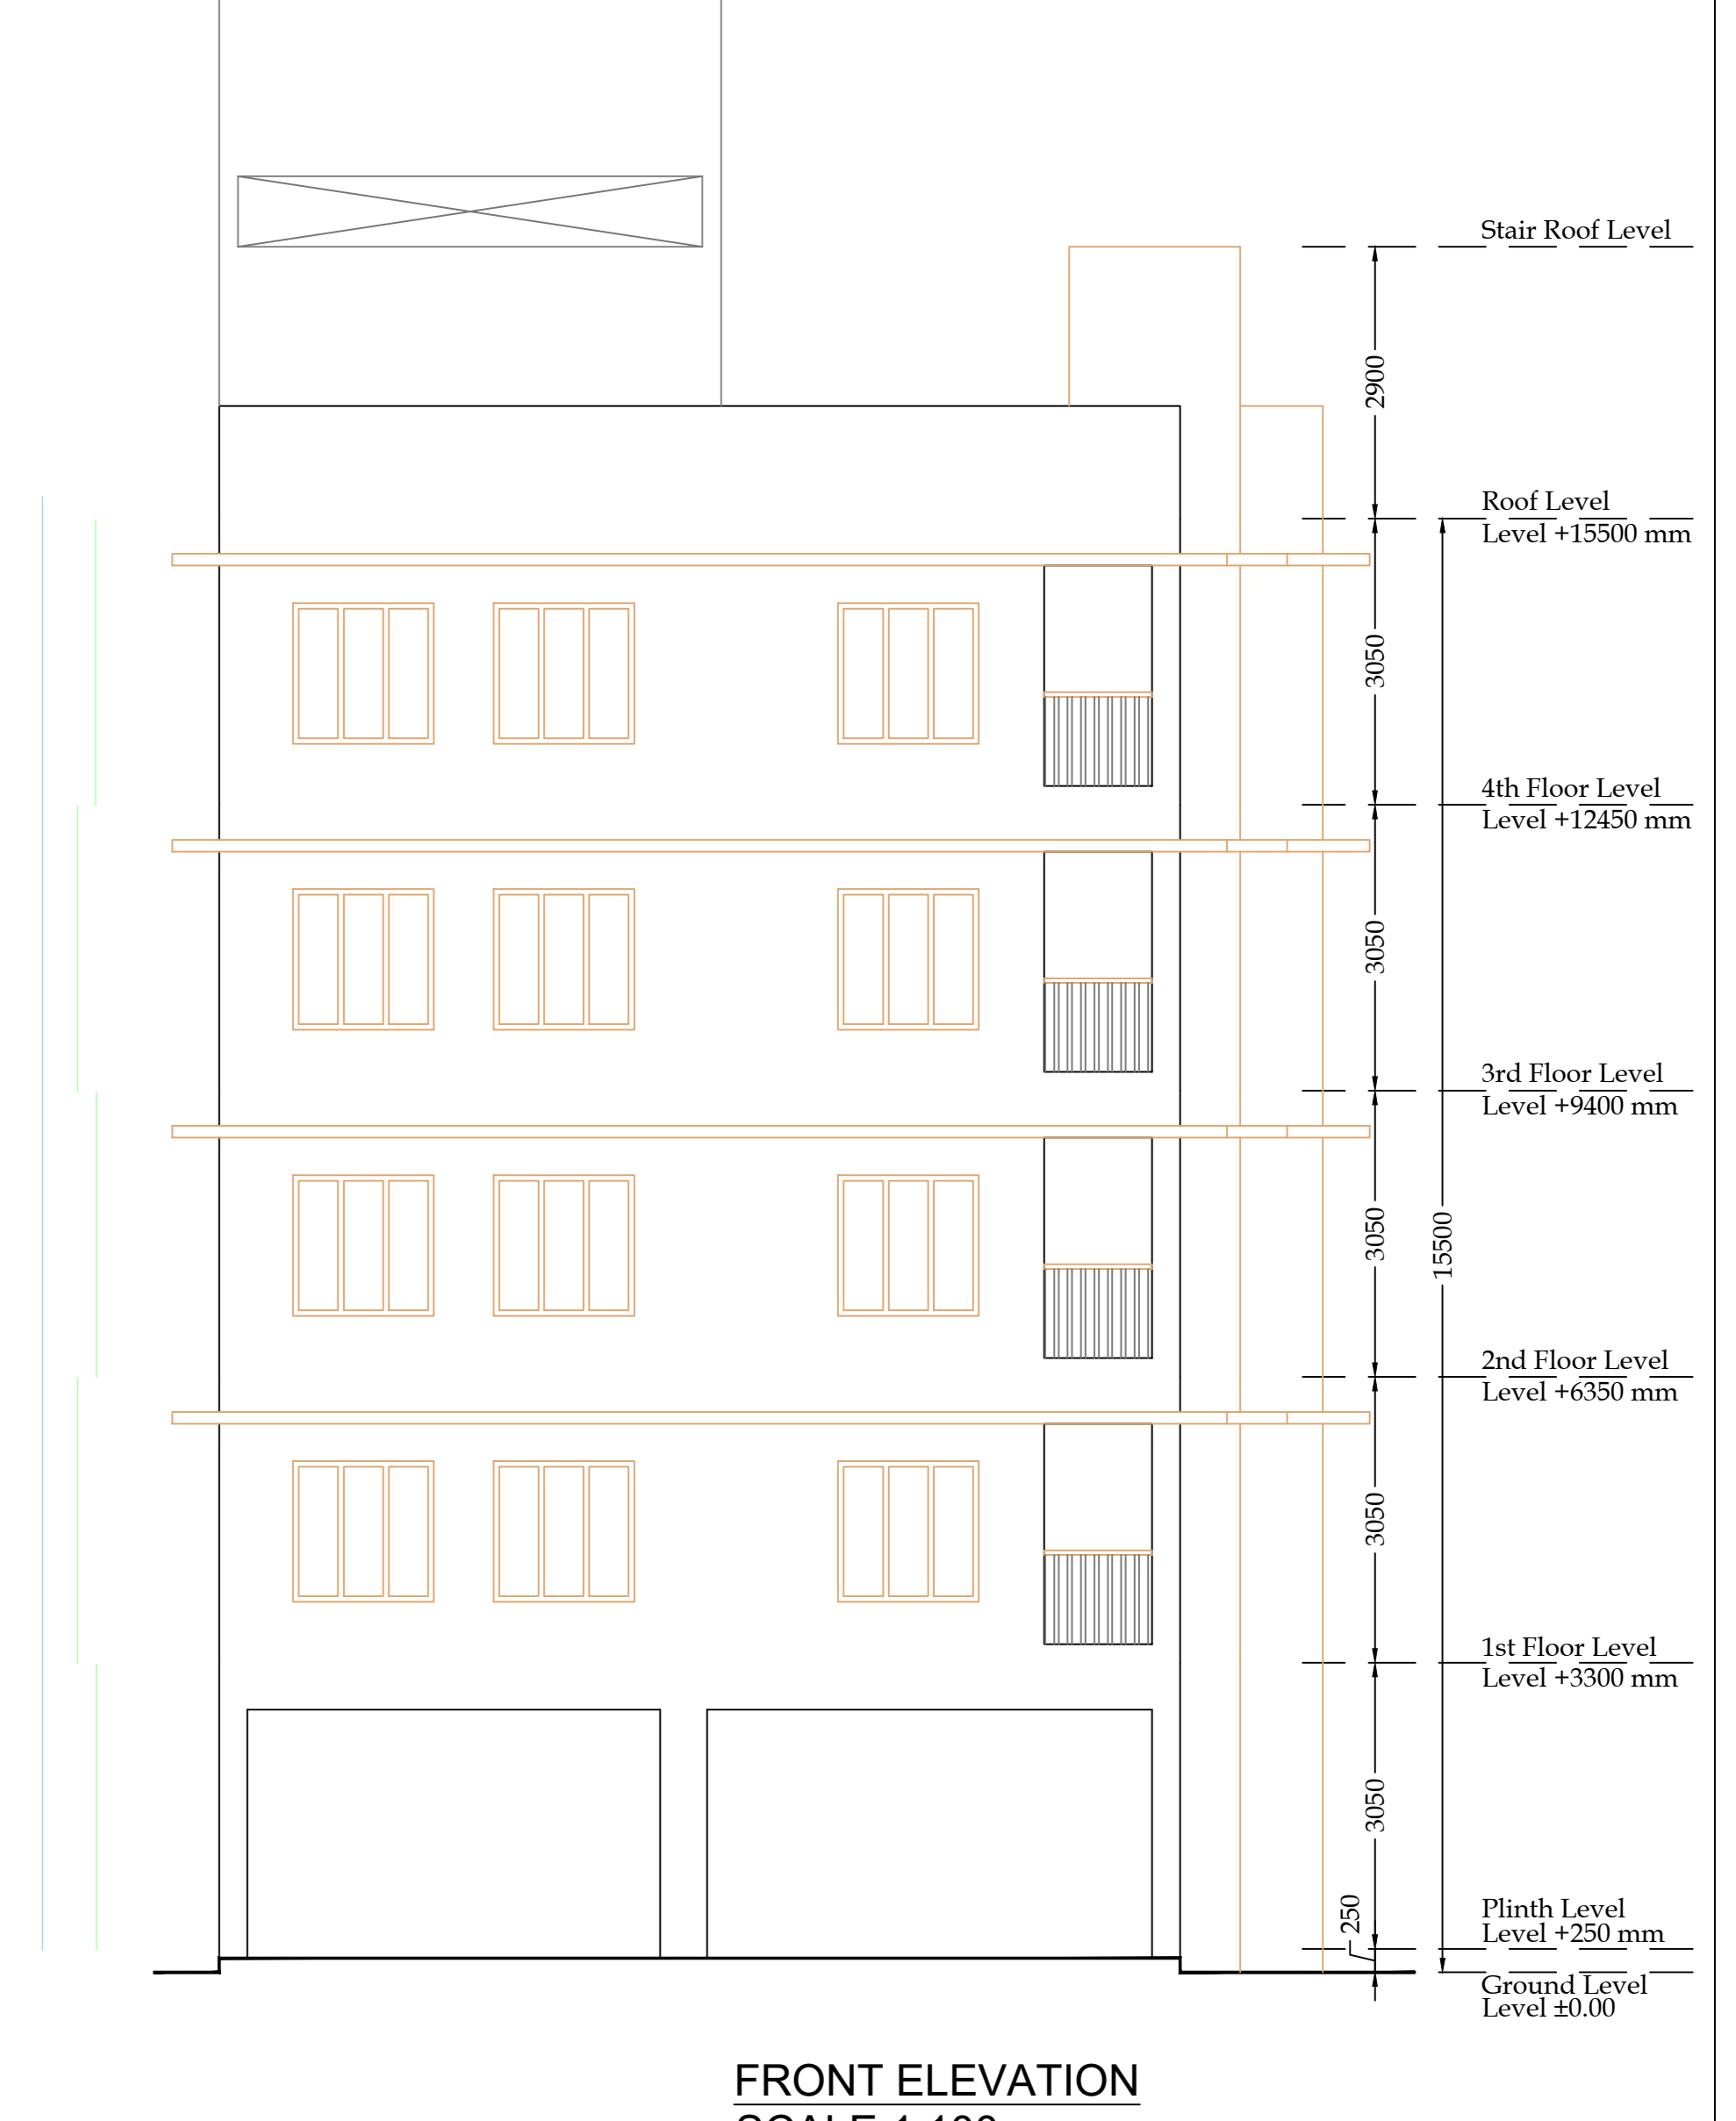 Stair Roof Level
2900
Roof Level
Level +15500 mm
3050
4th Floor Level
Level +12450 mm
3050
3rd Floor Level
Level +9400 mm
3050
15500
2nd Floor Level
Level +6350 mm
3050
1st Floor Level
Level +3300 mm
3050
250
Plinth Level
Level +250 mm
Ground Level
Level ±0.00
FRONT ELEVATION